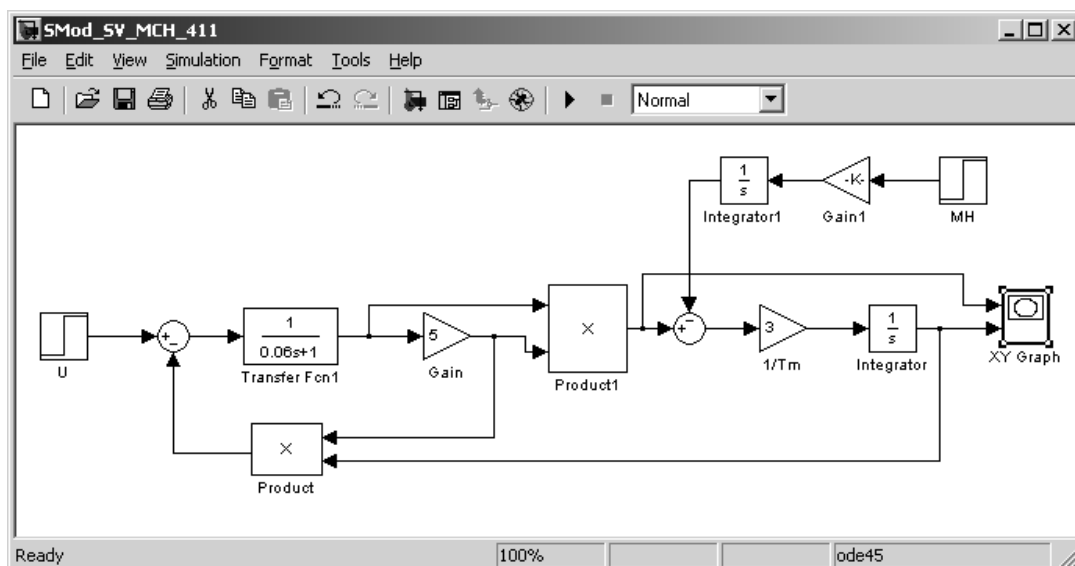 SMod_SV_MCH_411
File Edit View Simulation Format Tools Help
Normal
1
s
Integrator1
-K-
Gain1
MH
U
+
-
1
0.06s+1
Transfer Fcn1
5
Gain
×
Product1
+
-
3
1/Tm
1
s
Integrator
XY Graph
×
Product
Ready 100% ode45